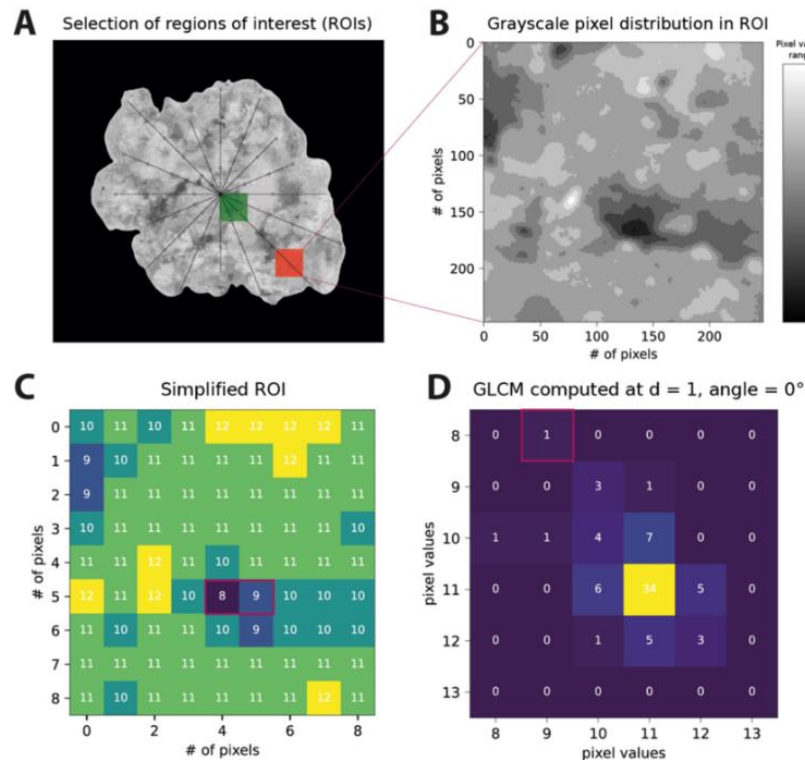 A
Selection of regions of interest (ROIs)
B
Grayscale pixel distribution in ROI
Pixel val
rang
0
50
100
150
200
# of pixels
0 50 100 150 200
# of pixels
C
Simplified ROI
0 10 11 10 11 12 12 12 12 11
1 9 10 11 11 11 11 12 11 11
2 9 11 11 11 11 11 11 11 11
3 10 11 11 11 11 11 11 11 10
4 11 11 12 11 10 11 11 11 11
5 12 11 12 10 8 9 10 10 10
6 11 10 11 11 10 9 10 10 10
7 11 11 11 11 11 11 11 11 11
8 11 10 11 11 11 11 11 12 11
# of pixels
0 2 4 6 8
# of pixels
D
GLCM computed at d = 1, angle = 0°
8 0 1 0 0 0 0
9 0 0 3 1 0 0
10 1 1 4 7 0 0
11 0 0 6 34 5 0
12 0 0 1 5 3 0
13 0 0 0 0 0 0
pixel values
8 9 10 11 12 13
pixel values